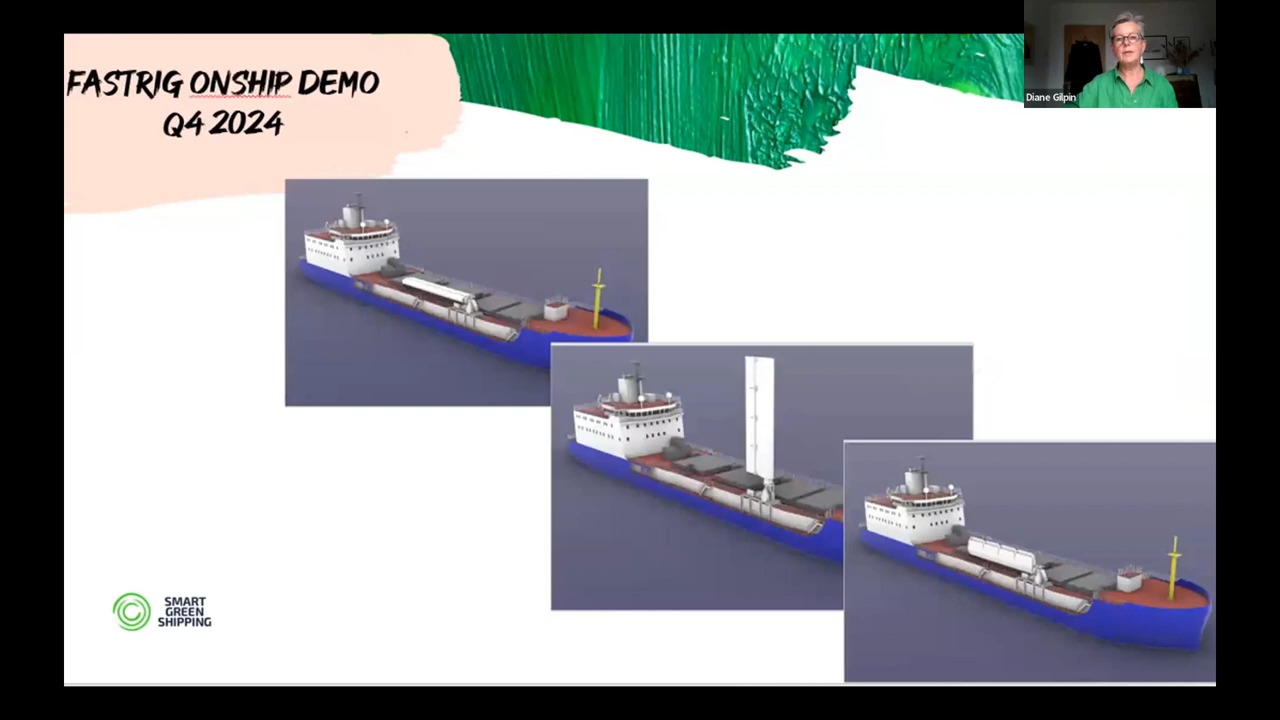 FASTRIG ONSHIP DEMO
Q4 2024
Diane Gilpin
SMART
GREEN
SHIPPING